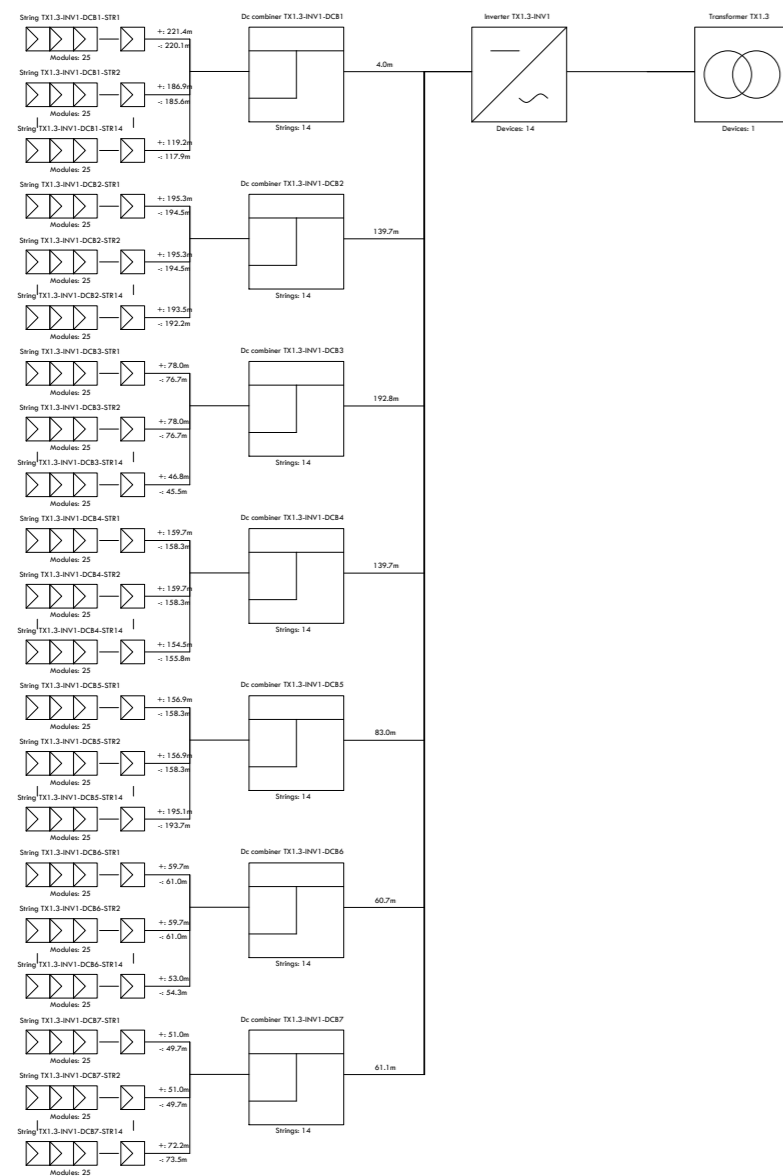 String TX1.3-INV1-DCB1-STR1
+: 221.4m
-: 220.1m
Modules: 25
String TX1.3-INV1-DCB1-STR2
+: 186.9m
-: 185.6m
Modules: 25
String TX1.3-INV1-DCB1-STR14
+: 119.2m
-: 117.9m
Modules: 25
Dc combiner TX1.3-INV1-DCB1
Strings: 14
4.0m
Inverter TX1.3-INV1
Devices: 14
Transformer TX1.3
Devices: 1
String TX1.3-INV1-DCB2-STR1
+: 195.3m
-: 194.5m
Modules: 25
String TX1.3-INV1-DCB2-STR2
+: 195.3m
-: 194.5m
Modules: 25
String TX1.3-INV1-DCB2-STR14
+: 193.5m
-: 192.2m
Modules: 25
Dc combiner TX1.3-INV1-DCB2
Strings: 14
139.7m
String TX1.3-INV1-DCB3-STR1
+: 78.0m
-: 76.7m
Modules: 25
String TX1.3-INV1-DCB3-STR2
+: 78.0m
-: 76.7m
Modules: 25
String TX1.3-INV1-DCB3-STR14
+: 46.8m
-: 45.5m
Modules: 25
Dc combiner TX1.3-INV1-DCB3
Strings: 14
192.8m
String TX1.3-INV1-DCB4-STR1
+: 159.7m
-: 158.3m
Modules: 25
String TX1.3-INV1-DCB4-STR2
+: 159.7m
-: 158.3m
Modules: 25
String TX1.3-INV1-DCB4-STR14
+: 154.5m
-: 155.8m
Modules: 25
Dc combiner TX1.3-INV1-DCB4
Strings: 14
139.7m
String TX1.3-INV1-DCB5-STR1
+: 156.9m
-: 158.3m
Modules: 25
String TX1.3-INV1-DCB5-STR2
+: 156.9m
-: 158.3m
Modules: 25
String TX1.3-INV1-DCB5-STR14
+: 195.1m
-: 193.7m
Modules: 25
Dc combiner TX1.3-INV1-DCB5
Strings: 14
83.0m
String TX1.3-INV1-DCB6-STR1
+: 59.7m
-: 61.0m
Modules: 25
String TX1.3-INV1-DCB6-STR2
+: 59.7m
-: 61.0m
Modules: 25
String TX1.3-INV1-DCB6-STR14
+: 53.0m
-: 54.3m
Modules: 25
Dc combiner TX1.3-INV1-DCB6
Strings: 14
60.7m
String TX1.3-INV1-DCB7-STR1
+: 51.0m
-: 49.7m
Modules: 25
String TX1.3-INV1-DCB7-STR2
+: 51.0m
-: 49.7m
Modules: 25
String TX1.3-INV1-DCB7-STR14
+: 72.2m
-: 73.5m
Modules: 25
Dc combiner TX1.3-INV1-DCB7
Strings: 14
61.1m